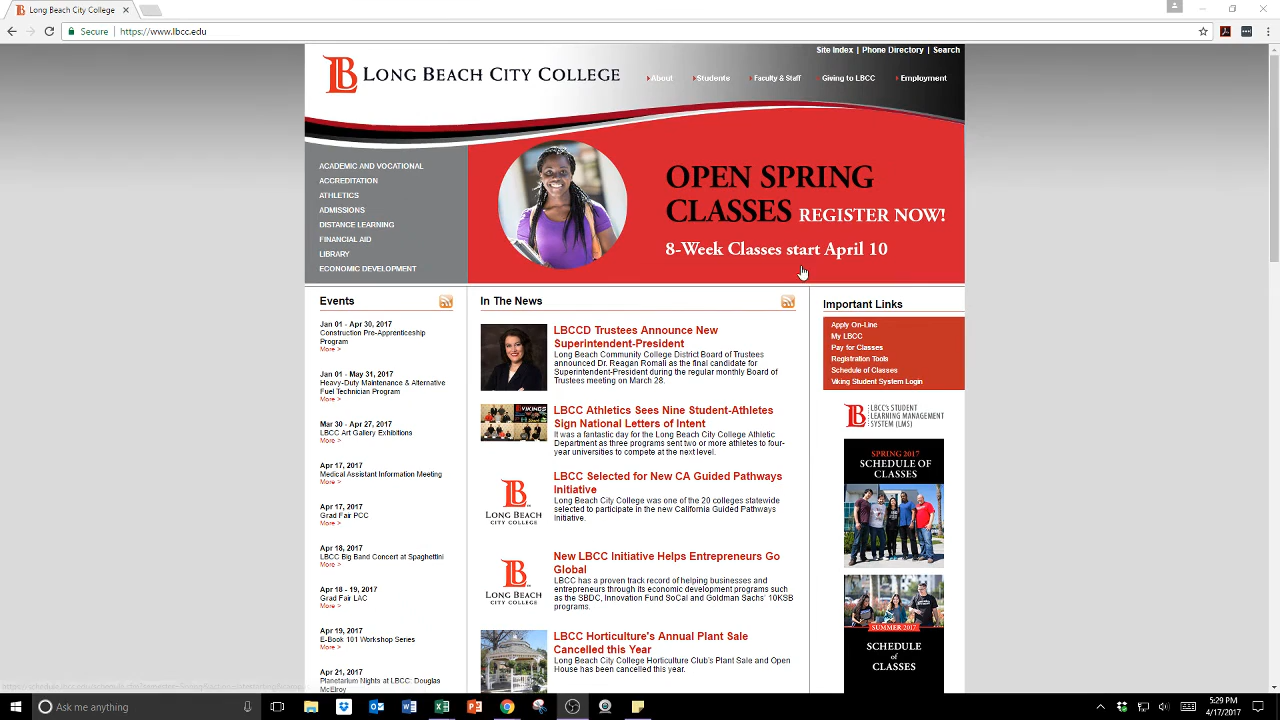 Long Beach City College
Secure
https://www.lbcc.edu
Site Index | Phone Directory | Search
LB LONG BEACH CITY COLLEGE
About
Students
Faculty & Staff
Giving to LBCC
Employment
ACADEMIC AND VOCATIONAL
ACCREDITATION
ATHLETICS
ADMISSIONS
DISTANCE LEARNING
FINANCIAL AID
LIBRARY
ECONOMIC DEVELOPMENT
OPEN SPRING
CLASSES REGISTER NOW!
8-Week Classes start April 10
Events
Jan 01 - Apr 30, 2017
Construction Pre-Apprenticeship
Program
More >
Jan 01 - May 31, 2017
Heavy-Duty Maintenance & Alternative
Fuel Technician Program
More >
Mar 30 - Apr 27, 2017
LBCC Art Gallery Exhibitions
More >
Apr 17, 2017
Medical Assistant Information Meeting
More >
Apr 17, 2017
Grad Fair PCC
More >
Apr 18, 2017
LBCC Big Band Concert at Spaghettini
More >
Apr 18 - 19, 2017
Grad Fair LAC
More >
Apr 19, 2017
E-Book 101 Workshop Series
More >
Apr 21, 2017
Planetarium Nights at LBCC: Douglas
McElroy
In The News
LBCCD Trustees Announce New
Superintendent-President
Long Beach Community College District Board of Trustees
announced Dr. Reagan Romali as the final candidate for
Superintendent-President during the regular monthly Board of
Trustees meeting on March 28.
VIKINGS
LBCC Athletics Sees Nine Student-Athletes
Sign National Letters of Intent
It was a fantastic day for the Long Beach City College Athletic
Department as three programs sent two or more athletes to four-
year universities to compete at the next level.
LB
LONG BEACH
CITY COLLEGE
LBCC Selected for New CA Guided Pathways
Initiative
Long Beach City College was one of the 20 colleges statewide
selected to participate in the new California Guided Pathways
Initiative.
LB
LONG BEACH
CITY COLLEGE
New LBCC Initiative Helps Entrepreneurs Go
Global
LBCC has a proven track record of helping businesses and
entrepreneurs through its economic development programs such
as the SBDC, Innovation Fund SoCal and Goldman Sachs' 10KSB
programs.
LBCC Horticulture's Annual Plant Sale
Cancelled this Year
Long Beach City College Horticulture Club's Plant Sale and Open
House has been cancelled this year.
Important Links
Apply On-Line
My LBCC
Pay for Classes
Registration Tools
Schedule of Classes
Viking Student System Login
LB LBCC'S STUDENT
LEARNING MANAGEMENT
SYSTEM (LMS)
SPRING 2017
SCHEDULE OF
CLASSES
SUMMER 2017
SCHEDULE
of
CLASSES
Ask me anything
5:29 PM
4/17/2017